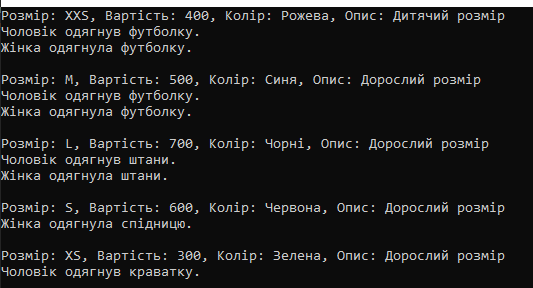 Розмір: XXS, Вартість: 400, Колір: Рожева, Опис: Дитячий розмір
Чоловік одягнув футболку.
Жінка одягнула футболку.
Розмір: M, Вартість: 500, Колір: Синя, Опис: Дорослий розмір
Чоловік одягнув футболку.
Жінка одягнула футболку.
Розмір: L, Вартість: 700, Колір: Чорні, Опис: Дорослий розмір
Чоловік одягнув штани.
Жінка одягнула штани.
Розмір: S, Вартість: 600, Колір: Червона, Опис: Дорослий розмір
Жінка одягнула спідницю.
Розмір: XS, Вартість: 300, Колір: Зелена, Опис: Дорослий розмір
Чоловік одягнув краватку.